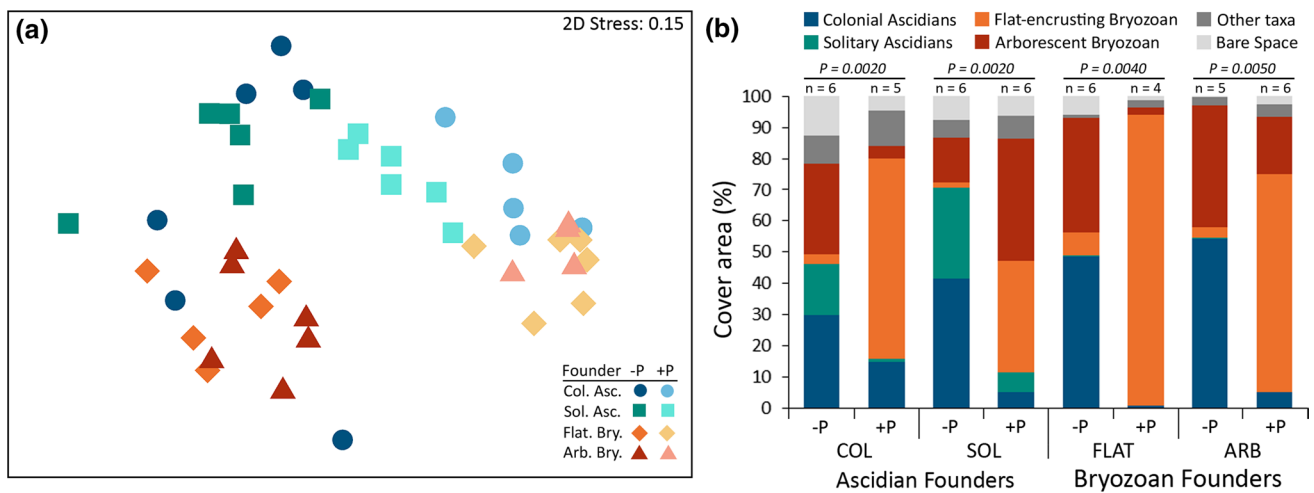 (a)
2D Stress: 0.15
Founder -P +P
Col. Asc.
Sol. Asc.
Flat. Bry.
Arb. Bry.
(b)
Colonial Ascidians Flat-encrusting Bryozoan Other taxa
Solitary Ascidians Arborescent Bryozoan Bare Space
P = 0.0020 P = 0.0020 P = 0.0040 P = 0.0050
n = 6 n = 5 n = 6 n = 6 n = 6 n = 4 n = 5 n = 6
Cover area (%)
100
90
80
70
60
50
40
30
20
10
0
-P +P -P +P -P +P -P +P
COL SOL FLAT ARB
Ascidian Founders Bryozoan Founders